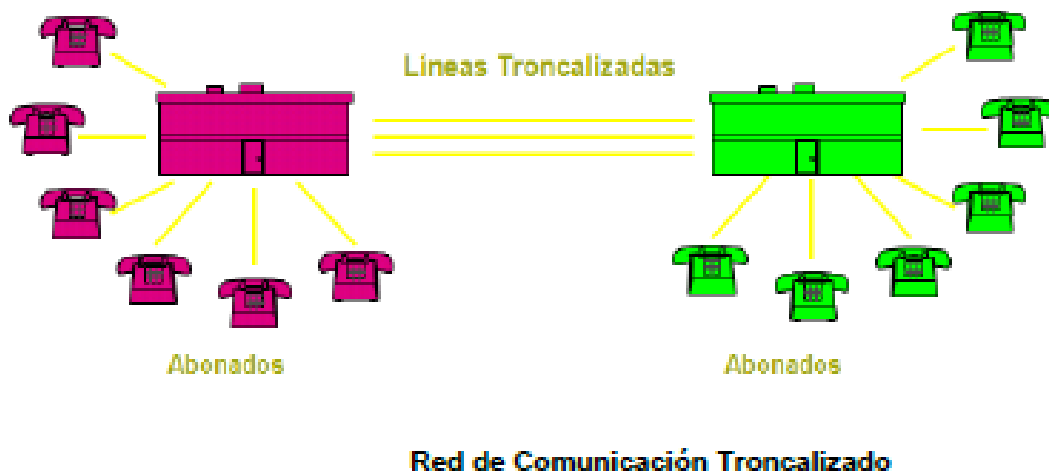 Lineas Troncalizadas
Abonados
Abonados
Red de Comunicación Troncalizado